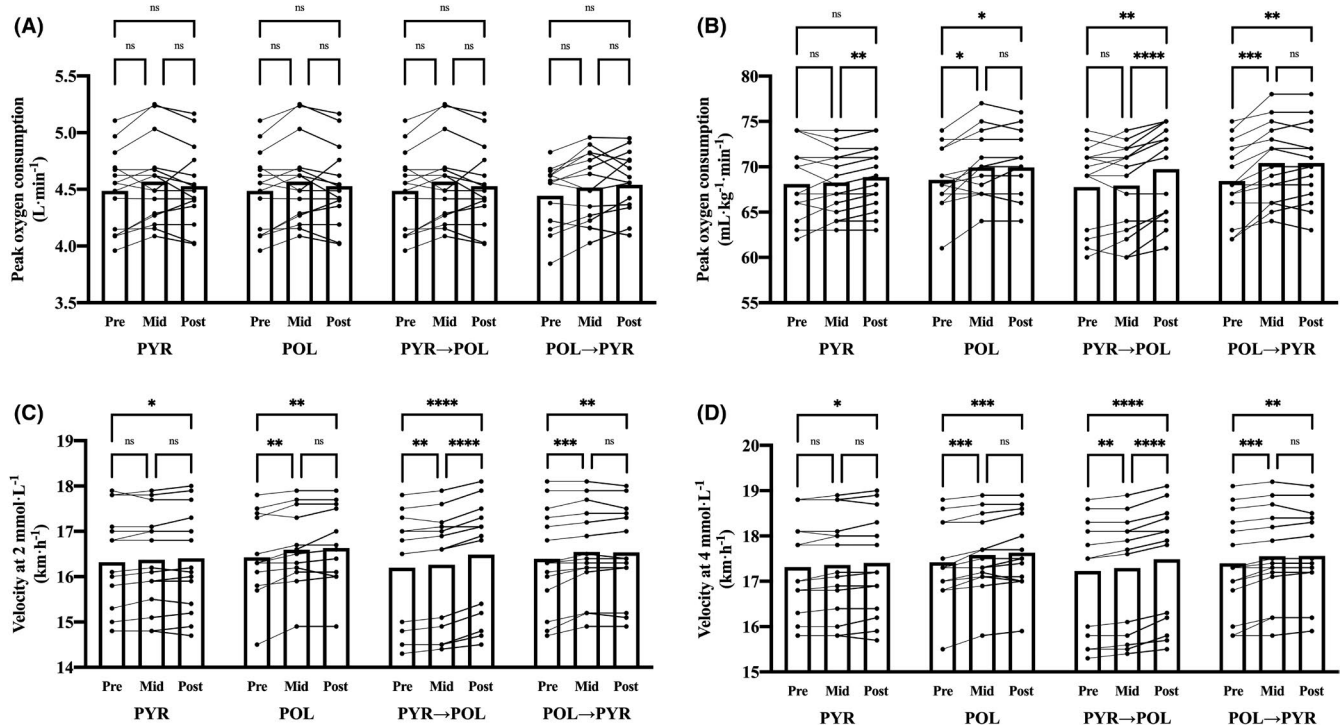 (A)
ns ns ns ns
ns ns ns ns ns ns ns ns
Peak oxygen consumption
(L·min⁻¹)
5.5
5.0
4.5
4.0
3.5
Pre Mid Post Pre Mid Post Pre Mid Post Pre Mid Post
PYR POL PYR→POL POL→PYR
(B)
ns * ** **
ns ** * ns ns **** *** ns
Peak oxygen consumption
(mL·kg⁻¹·min⁻¹)
80
75
70
65
60
55
Pre Mid Post Pre Mid Post Pre Mid Post Pre Mid Post
PYR POL PYR→POL POL→PYR
(C)
* ** **** **
ns ns ** ns ** **** *** ns
Velocity at 2 mmol·L⁻¹
(km·h⁻¹)
19
18
17
16
15
14
Pre Mid Post Pre Mid Post Pre Mid Post Pre Mid Post
PYR POL PYR→POL POL→PYR
(D)
* *** **** **
ns ns *** ns ** **** *** ns
Velocity at 4 mmol·L⁻¹
(km·h⁻¹)
20
19
18
17
16
15
Pre Mid Post Pre Mid Post Pre Mid Post Pre Mid Post
PYR POL PYR→POL POL→PYR